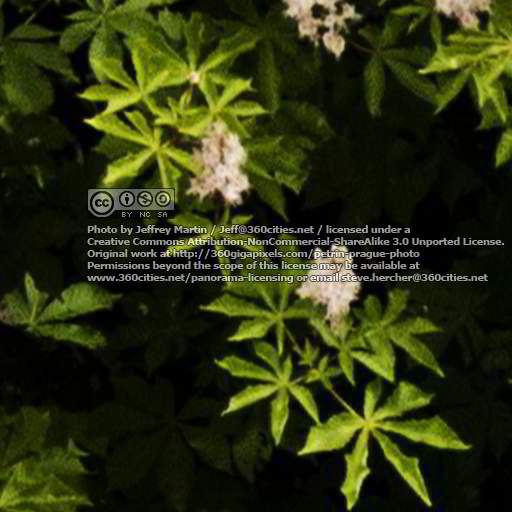 cc
BY NC SA
Photo by Jeffrey Martin / Jeff@360cities.net / licensed under a
Creative Commons Attribution-NonCommercial-ShareAlike 3.0 Unported License.
Original work at http://360gigapixels.com/petrin-prague-photo
Permissions beyond the scope of this license may be available at
www.360cities.net/panorama-licensing or email steve.hercher@360cities.net